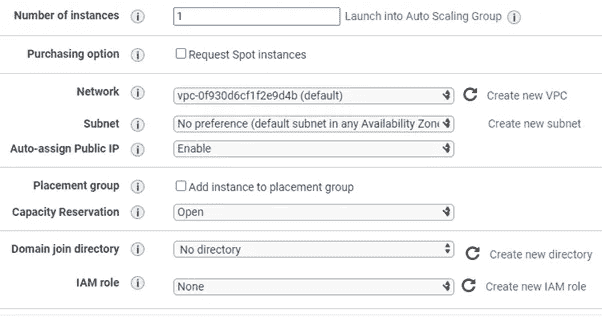 Number of instances 1 Launch into Auto Scaling Group
Purchasing option Request Spot instances
Network vpc-0f930d6cf1f2e9d4b (default) Create new VPC
Subnet No preference (default subnet in any Availability Zone Create new subnet
Auto-assign Public IP Enable
Placement group Add instance to placement group
Capacity Reservation Open
Domain join directory No directory Create new directory
IAM role None Create new IAM role